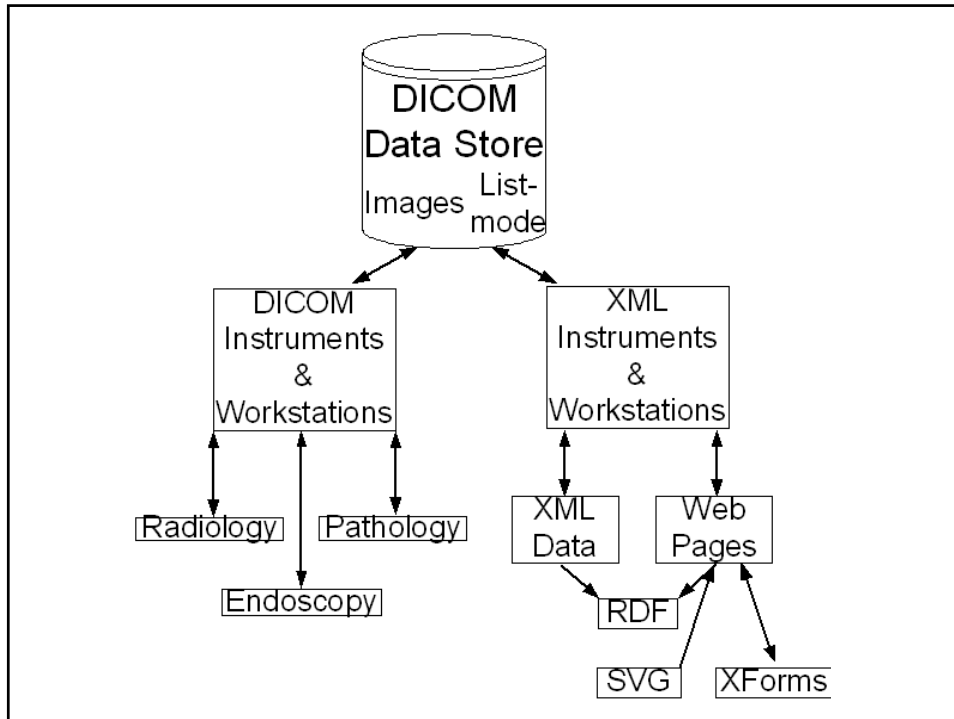 DICOM
Data Store
Images
List-
mode
DICOM
Instruments
&
Workstations
XML
Instruments
&
Workstations
Radiology
Pathology
Endoscopy
XML
Data
Web
Pages
RDF
SVG
XForms